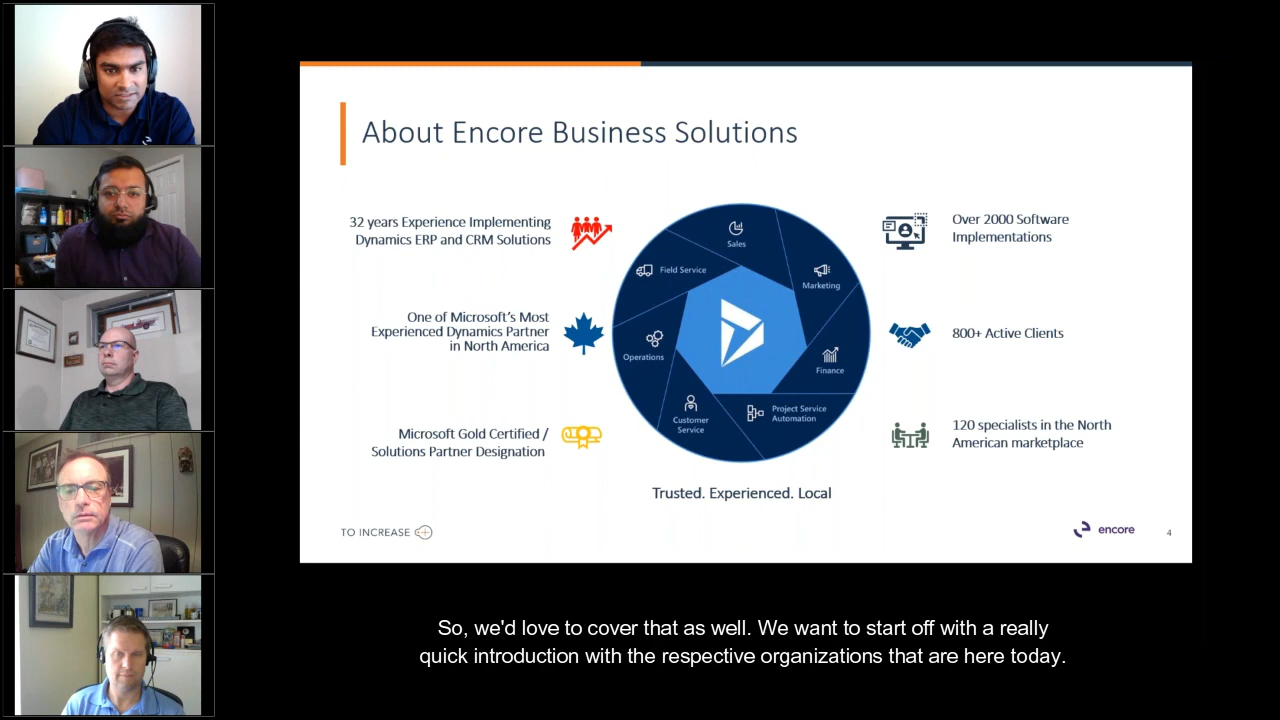 About Encore Business Solutions
32 years Experience Implementing
Dynamics ERP and CRM Solutions
One of Microsoft's Most
Experienced Dynamics Partner
in North America
Microsoft Gold Certified /
Solutions Partner Designation
Sales
Field Service
Marketing
Operations
Finance
Customer
Service
Project Service
Automation
Over 2000 Software
Implementations
800+ Active Clients
120 specialists in the North
American marketplace
Trusted. Experienced. Local
TO INCREASE
encore
4
So, we'd love to cover that as well. We want to start off with a really
quick introduction with the respective organizations that are here today.